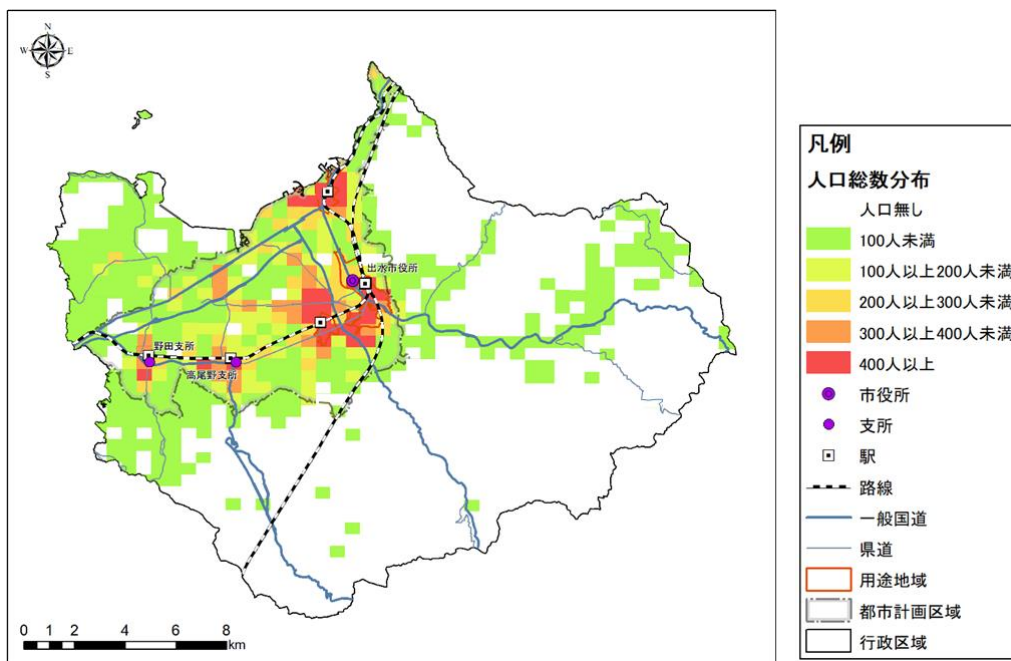 N
W
E
S
出水市役所
野田支所
高尾野支所
0 1 2 4 6 8
km
凡例
人口総数分布
人口無し
100人未満
100人以上200人未満
200人以上300人未満
300人以上400人未満
400人以上
市役所
支所
駅
路線
一般国道
県道
用途地域
都市計画区域
行政区域